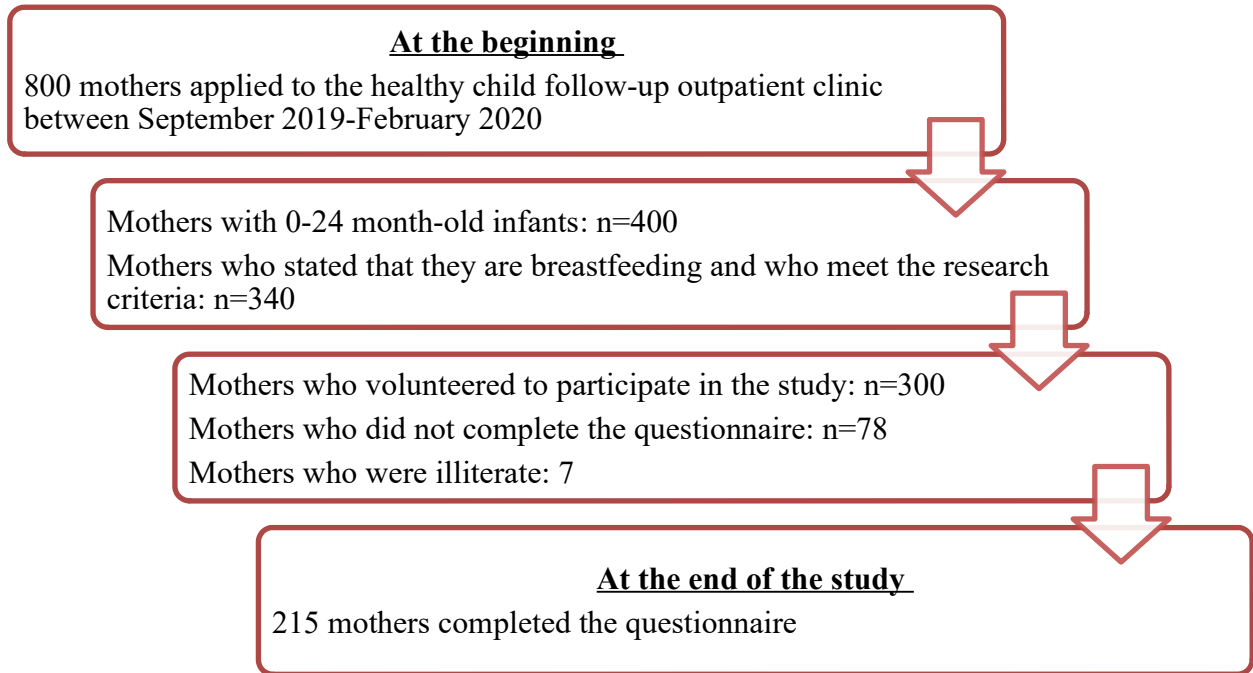 At the beginning
800 mothers applied to the healthy child follow-up outpatient clinic
between September 2019-February 2020
Mothers with 0-24 month-old infants: n=400
Mothers who stated that they are breastfeeding and who meet the research
criteria: n=340
Mothers who volunteered to participate in the study: n=300
Mothers who did not complete the questionnaire: n=78
Mothers who were illiterate: 7
At the end of the study
215 mothers completed the questionnaire